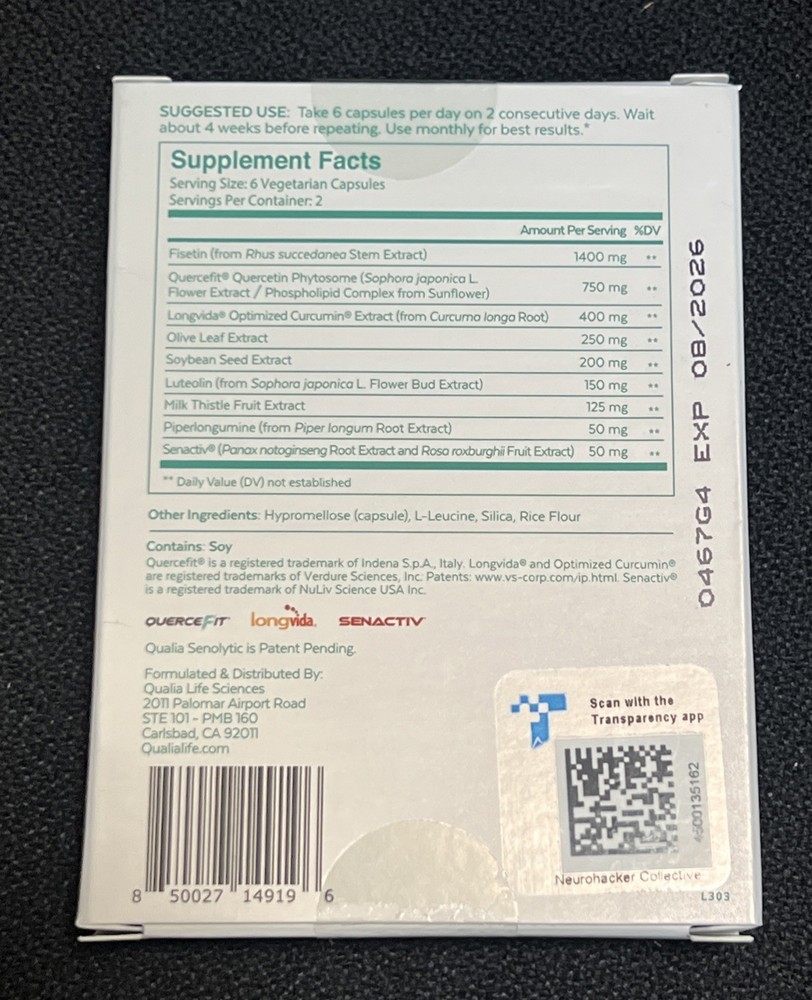 SUGGESTED USE: Take 6 capsules per day on 2 consecutive days. Wait
about 4 weeks before repeating. Use monthly for best results.*
Supplement Facts
Serving Size: 6 Vegetarian Capsules
Servings Per Container: 2
Amount Per Serving %DV
Fisetin (from Rhus succedanea Stem Extract) 1400 mg **
Quercefit® Quercetin Phytosome (Sophora japonica L.
Flower Extract / Phospholipid Complex from Sunflower) 750 mg **
Longvida® Optimized Curcumin® Extract (from Curcuma longa Root) 400 mg **
Olive Leaf Extract 250 mg **
Soybean Seed Extract 200 mg **
Luteolin (from Sophora japonica L. Flower Bud Extract) 150 mg **
Milk Thistle Fruit Extract 125 mg **
Piperlongumine (from Piper longum Root Extract) 50 mg **
Senactiv® (Panax notoginseng Root Extract and Rosa roxburghii Fruit Extract) 50 mg **
** Daily Value (DV) not established
Other Ingredients: Hypromellose (capsule), L-Leucine, Silica, Rice Flour
Contains: Soy
Quercefit® is a registered trademark of Indena S.p.A., Italy. Longvida® and Optimized Curcumin®
are registered trademarks of Verdure Sciences, Inc. Patents: www.vs-corp.com/ip.html. Senactiv®
is a registered trademark of NuLiv Science USA Inc.
QUERCEFIT longvida. SENACTIV
Qualia Senolytic is Patent Pending.
Formulated & Distributed By:
Qualia Life Sciences
2011 Palomar Airport Road
STE 101 - PMB 160
Carlsbad, CA 92011
Qualialife.com
8 50027 14919 6
0467G4 EXP 08/2026
Scan with the
Transparency app
4500135162
Neurohacker Collective
L303